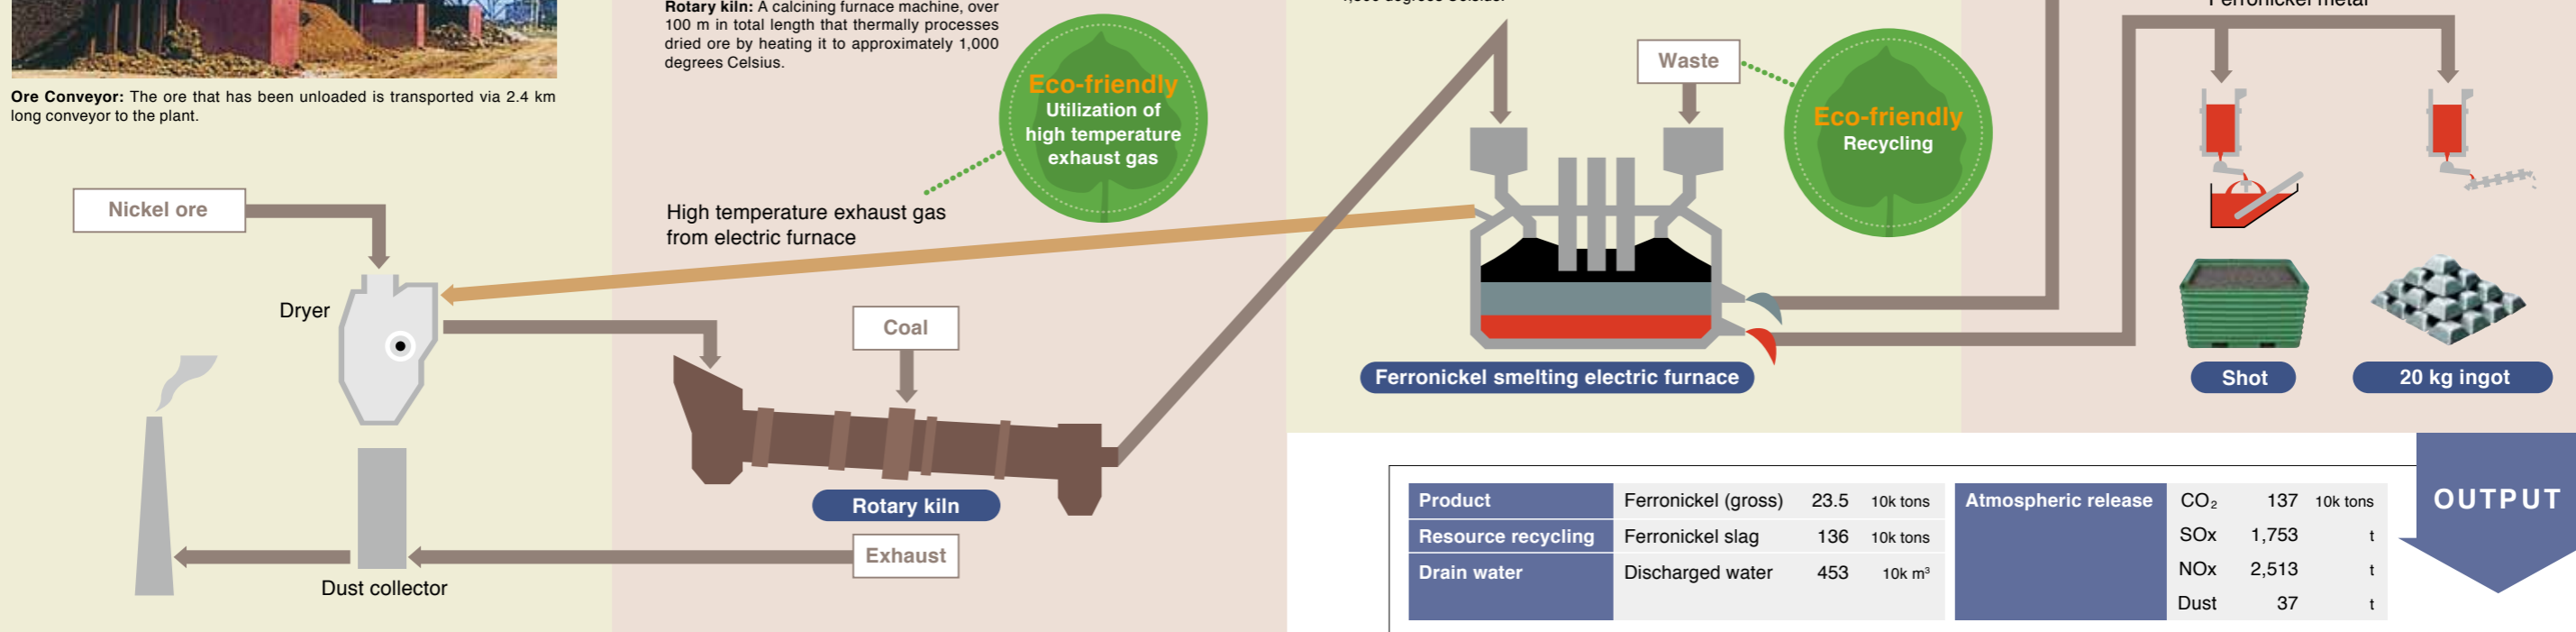 Rotary kiln: A calcining furnace machine, over
100 m in total length that thermally processes
dried ore by heating it to approximately 1,000
degrees Celsius.
Ore Conveyor: The ore that has been unloaded is transported via 2.4 km
long conveyor to the plant.
Eco-friendly
Utilization of
high temperature
exhaust gas
Waste
Eco-friendly
Recycling
Ferronickel metal
Nickel ore
High temperature exhaust gas
from electric furnace
Dryer
Coal
Ferronickel smelting electric furnace
Shot
20 kg ingot
Rotary kiln
Exhaust
Dust collector
Product Ferronickel (gross) 23.5 10k tons
Resource recycling Ferronickel slag 136 10k tons
Drain water Discharged water 453 10k m³
Atmospheric release CO₂ 137 10k tons
SOx 1,753 t
NOx 2,513 t
Dust 37 t
OUTPUT